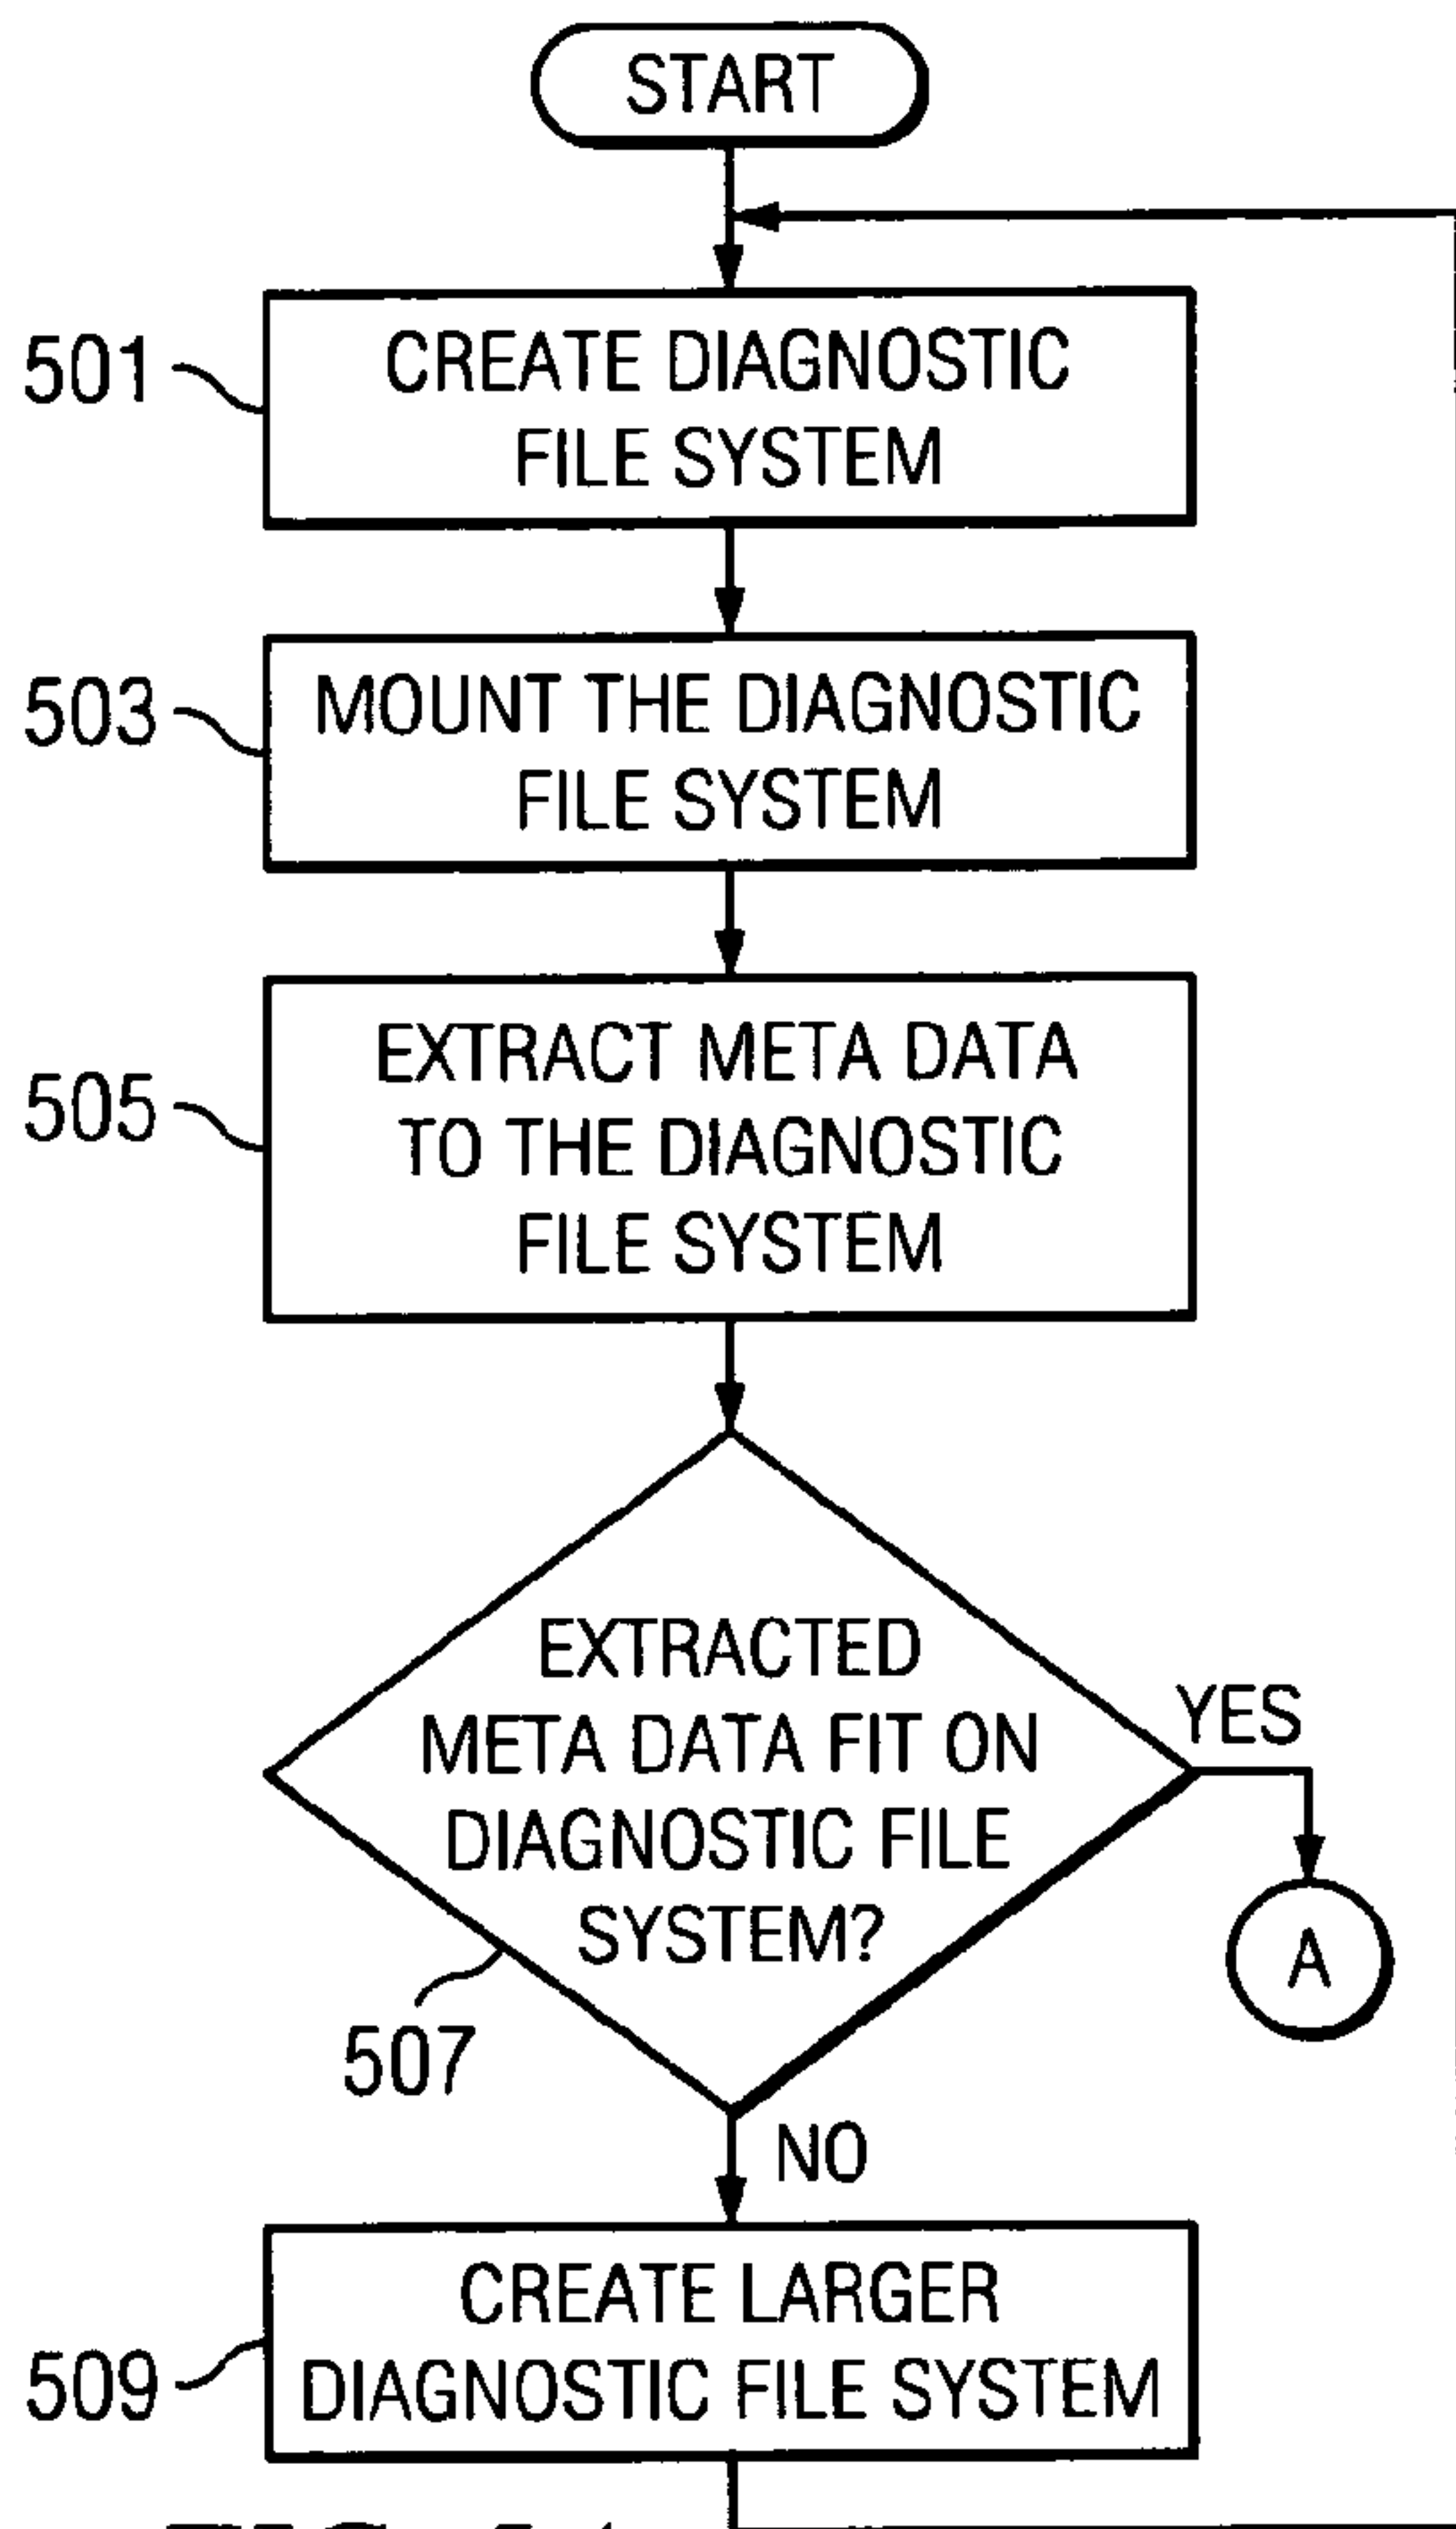 START
501
CREATE DIAGNOSTIC
FILE SYSTEM
503
MOUNT THE DIAGNOSTIC
FILE SYSTEM
505
EXTRACT META DATA
TO THE DIAGNOSTIC
FILE SYSTEM
EXTRACTED
META DATA FIT ON
DIAGNOSTIC FILE
SYSTEM?
YES
A
507
NO
509
CREATE LARGER
DIAGNOSTIC FILE SYSTEM